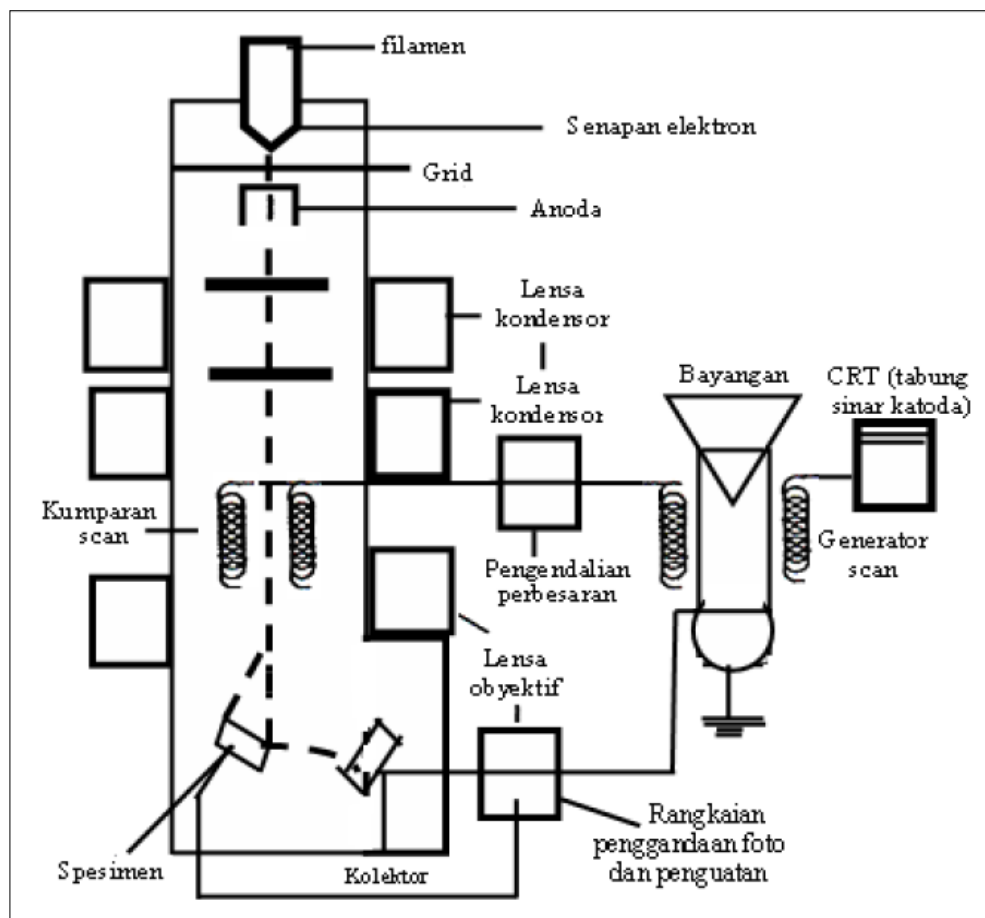 filamen
Senapan elektron
Grid
Anoda
Lensa
kondensor
Lensa
kondensor
Bayangan
CRT (tabung
sinar katoda)
Kumparan
scan
Pengendalian
perbesaran
Generator
scan
Lensa
obyektif
Spesimen
Kolektor
Rangkaian
penggandaan foto
dan penguatan